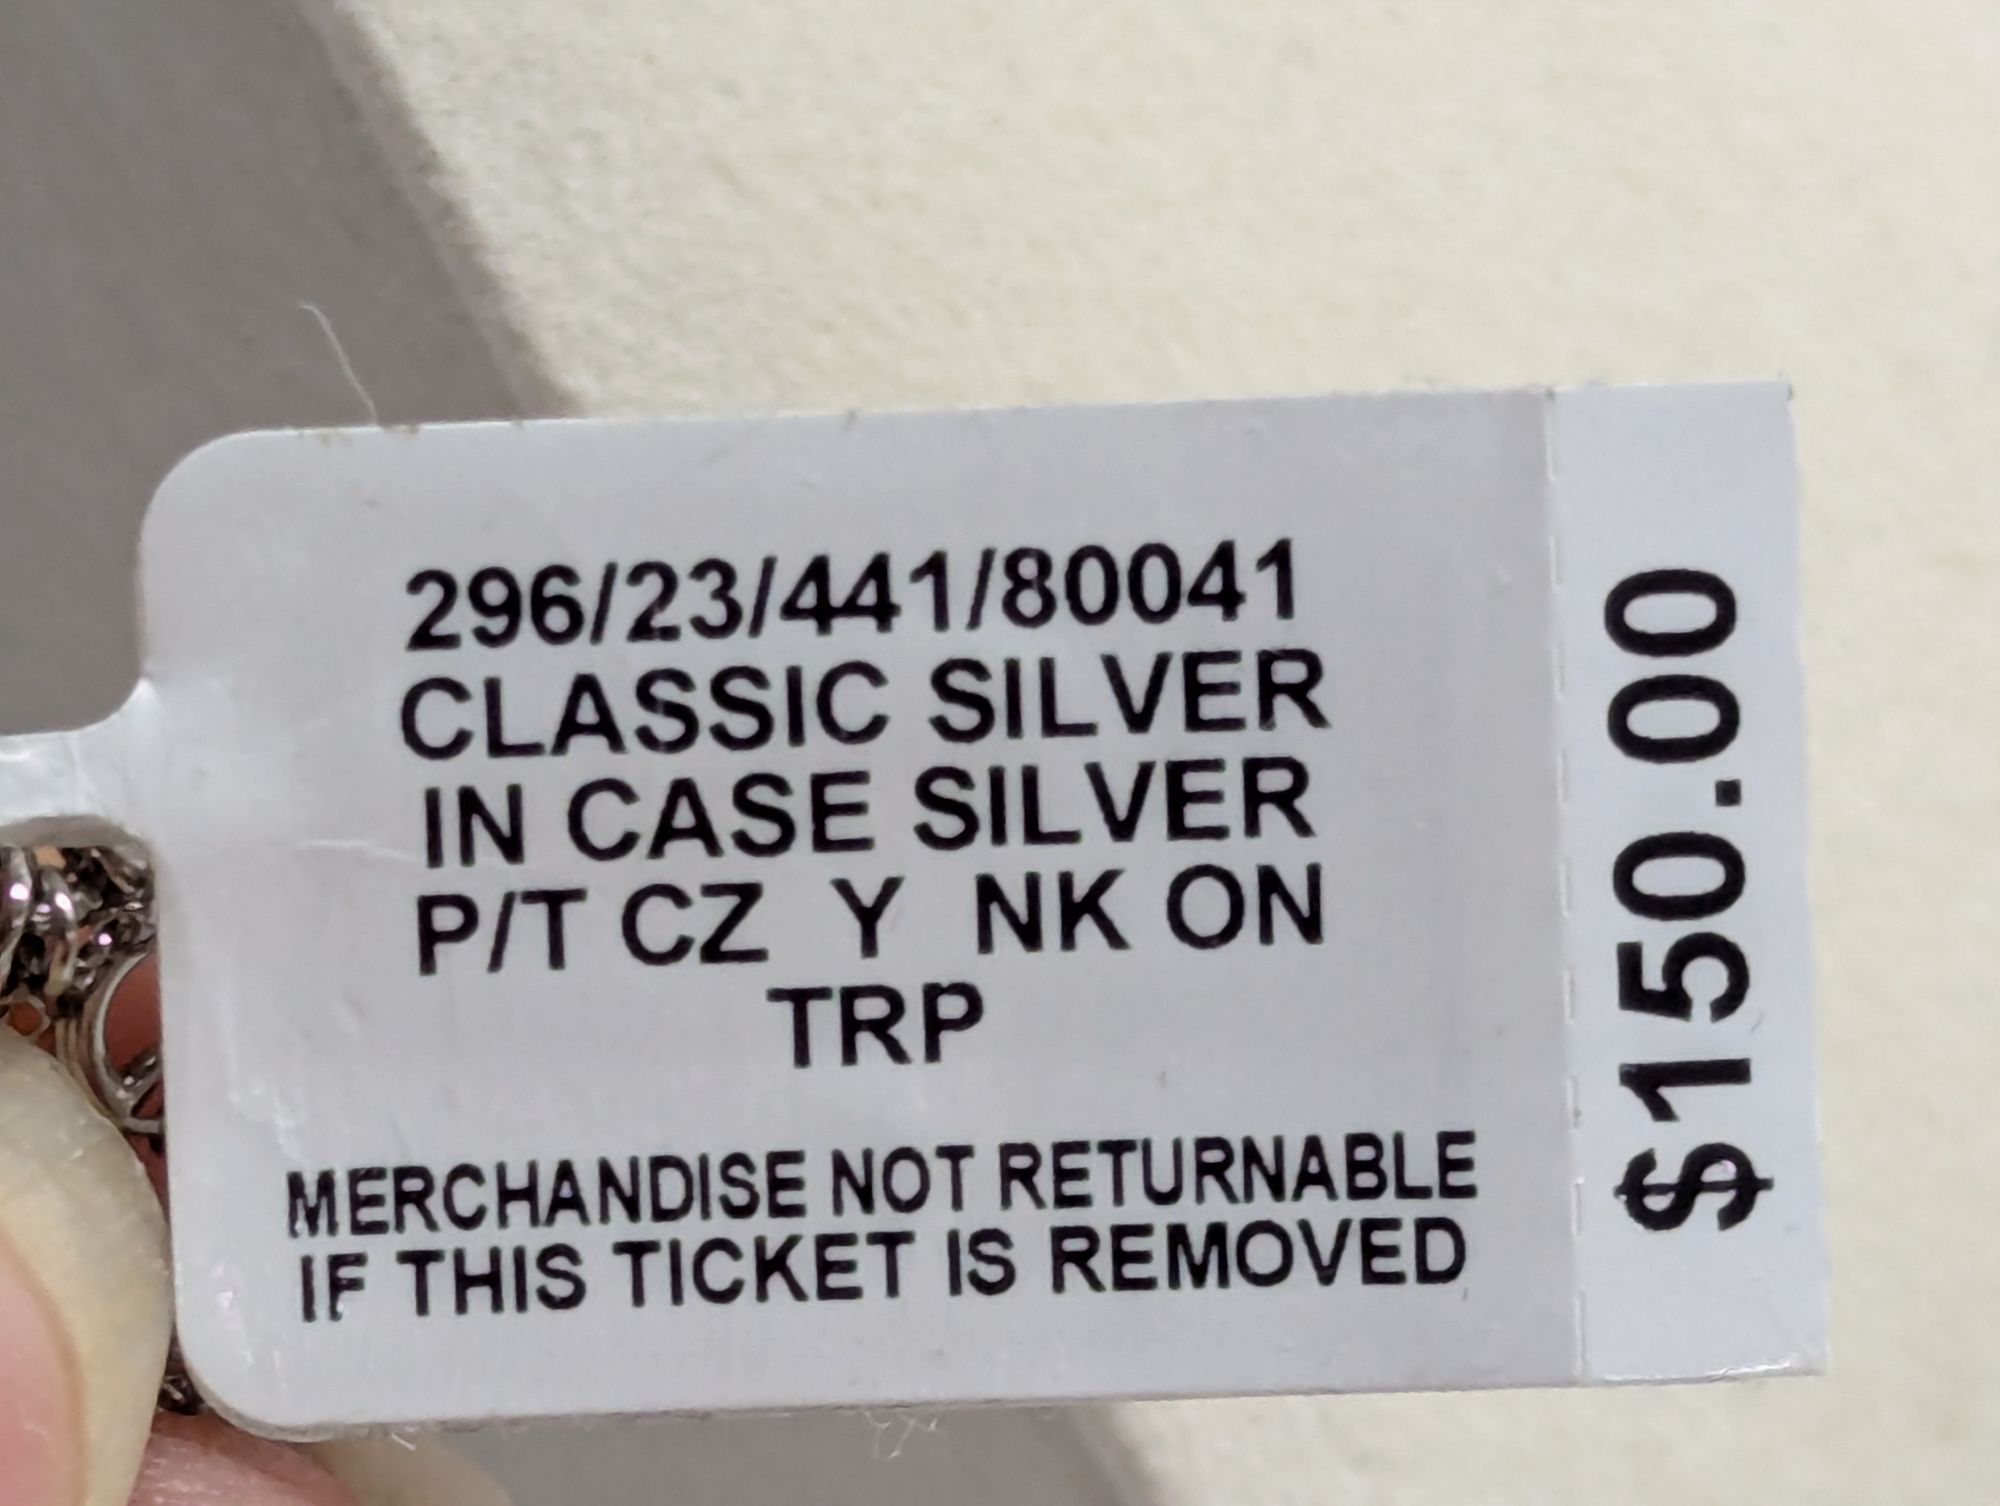 296/23/441/80041
CLASSIC SILVER
IN CASE SILVER
P/T CZ Y NK ON
TRP
MERCHANDISE NOT RETURNABLE
IF THIS TICKET IS REMOVED
$150.00